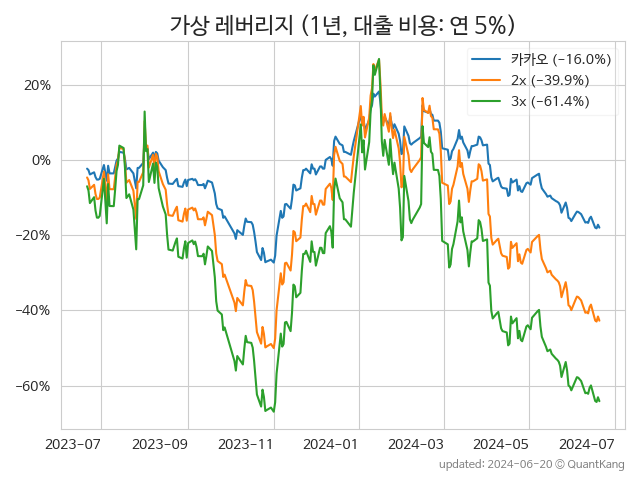 가상 레버리지 (1년, 대출 비용: 연 5%)
카카오 (−16.0%)
2x (−39.9%)
3x (−61.4%)
20%
0%
−20%
−40%
−60%
2023−07 2023−09 2023−11 2024−01 2024−03 2024−05 2024−07
updated: 2024−06−20 © QuantKang